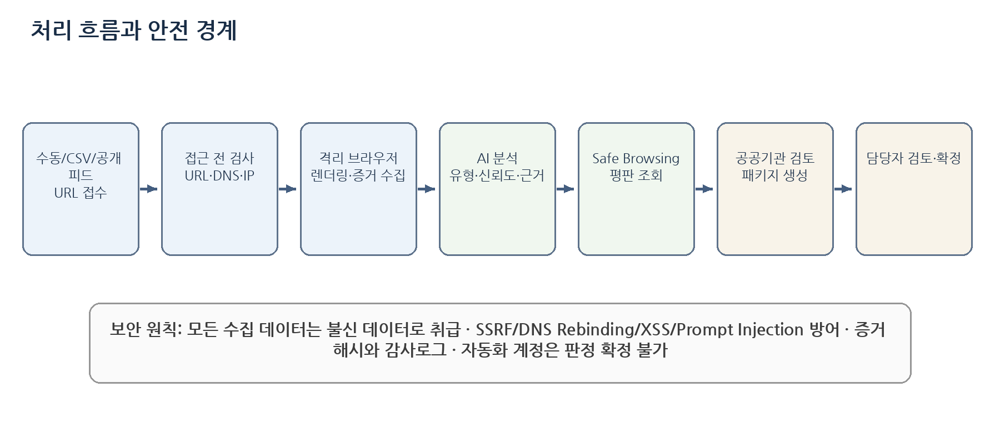 처리 흐름과 안전 경계
수동/CSV/공개
피드
URL 접수
접근 전 검사
URL·DNS·IP
격리 브라우저
렌더링·증거 수집
AI 분석
유형·신뢰도·근거
Safe Browsing
평판 조회
공공기관 검토
패키지 생성
담당자 검토·확정
보안 원칙: 모든 수집 데이터는 불신 데이터로 취급 · SSRF/DNS Rebinding/XSS/Prompt Injection 방어 · 증거
해시와 감사로그 · 자동화 계정은 판정 확정 불가